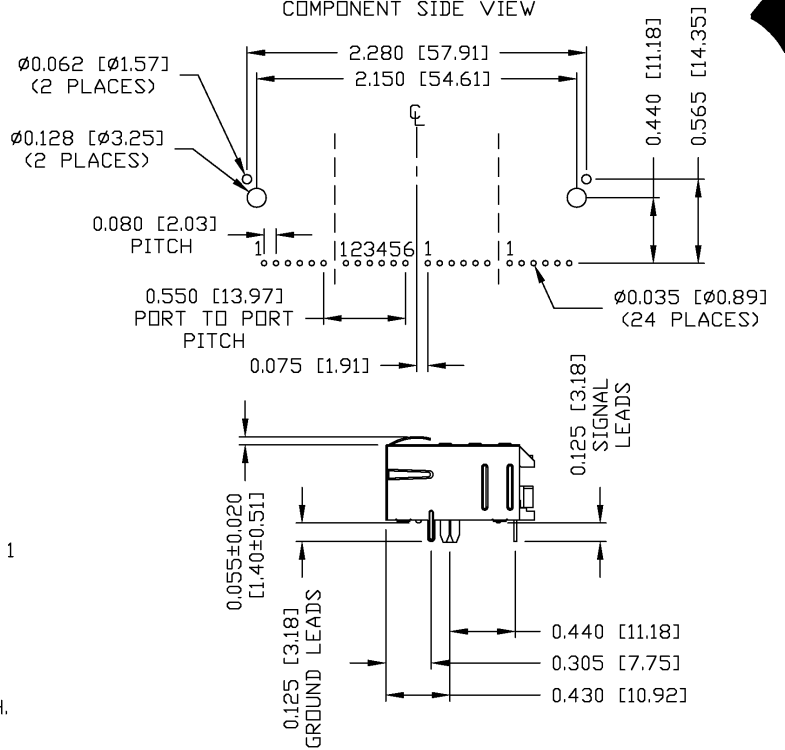 COMPONENT SIDE VIEW
2.280 [57.91]
2.150 [54.61]
Ø0.062 [Ø1.57]
(2 PLACES)
Ø0.128 [Ø3.25]
(2 PLACES)
0.440 [11.18]
0.565 [14.35]
℄
0.080 [2.03]
PITCH
1
123456
1
1
0.550 [13.97]
PORT TO PORT
PITCH
Ø0.035 [Ø0.89]
(24 PLACES)
0.075 [1.91]
0.125 [3.18]
SIGNAL
LEADS
0.055±0.020
[1.40±0.51]
1
0.125 [3.18]
GROUND LEADS
0.440 [11.18]
0.305 [7.75]
0.430 [10.92]